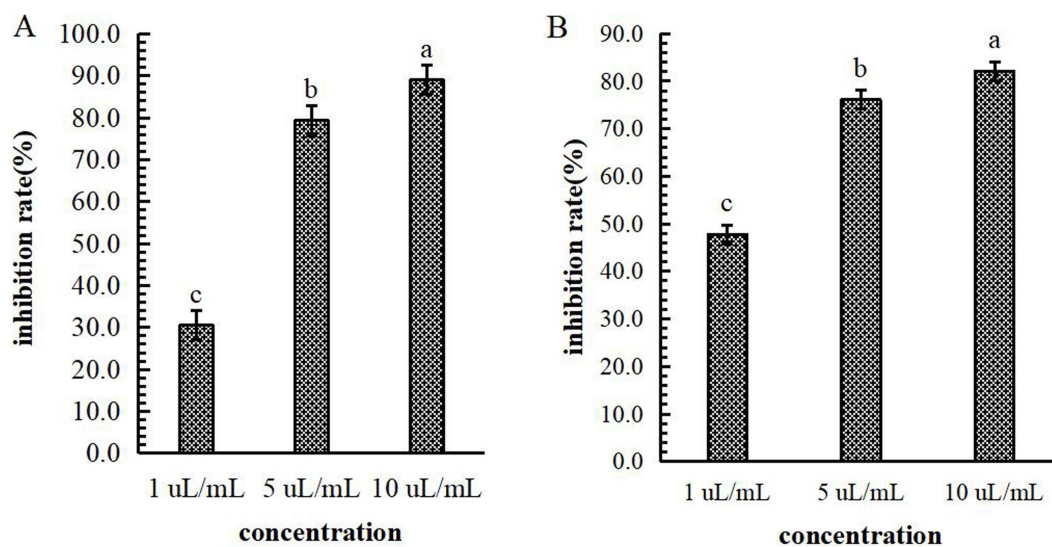 A
inhibition rate(%)
100.0
90.0
80.0
70.0
60.0
50.0
40.0
30.0
20.0
10.0
0.0
c
b
a
1 uL/mL 5 uL/mL 10 uL/mL
concentration
B
inhibition rate(%)
90.0
80.0
70.0
60.0
50.0
40.0
30.0
20.0
10.0
0.0
c
b
a
1 uL/mL 5 uL/mL 10 uL/mL
concentration